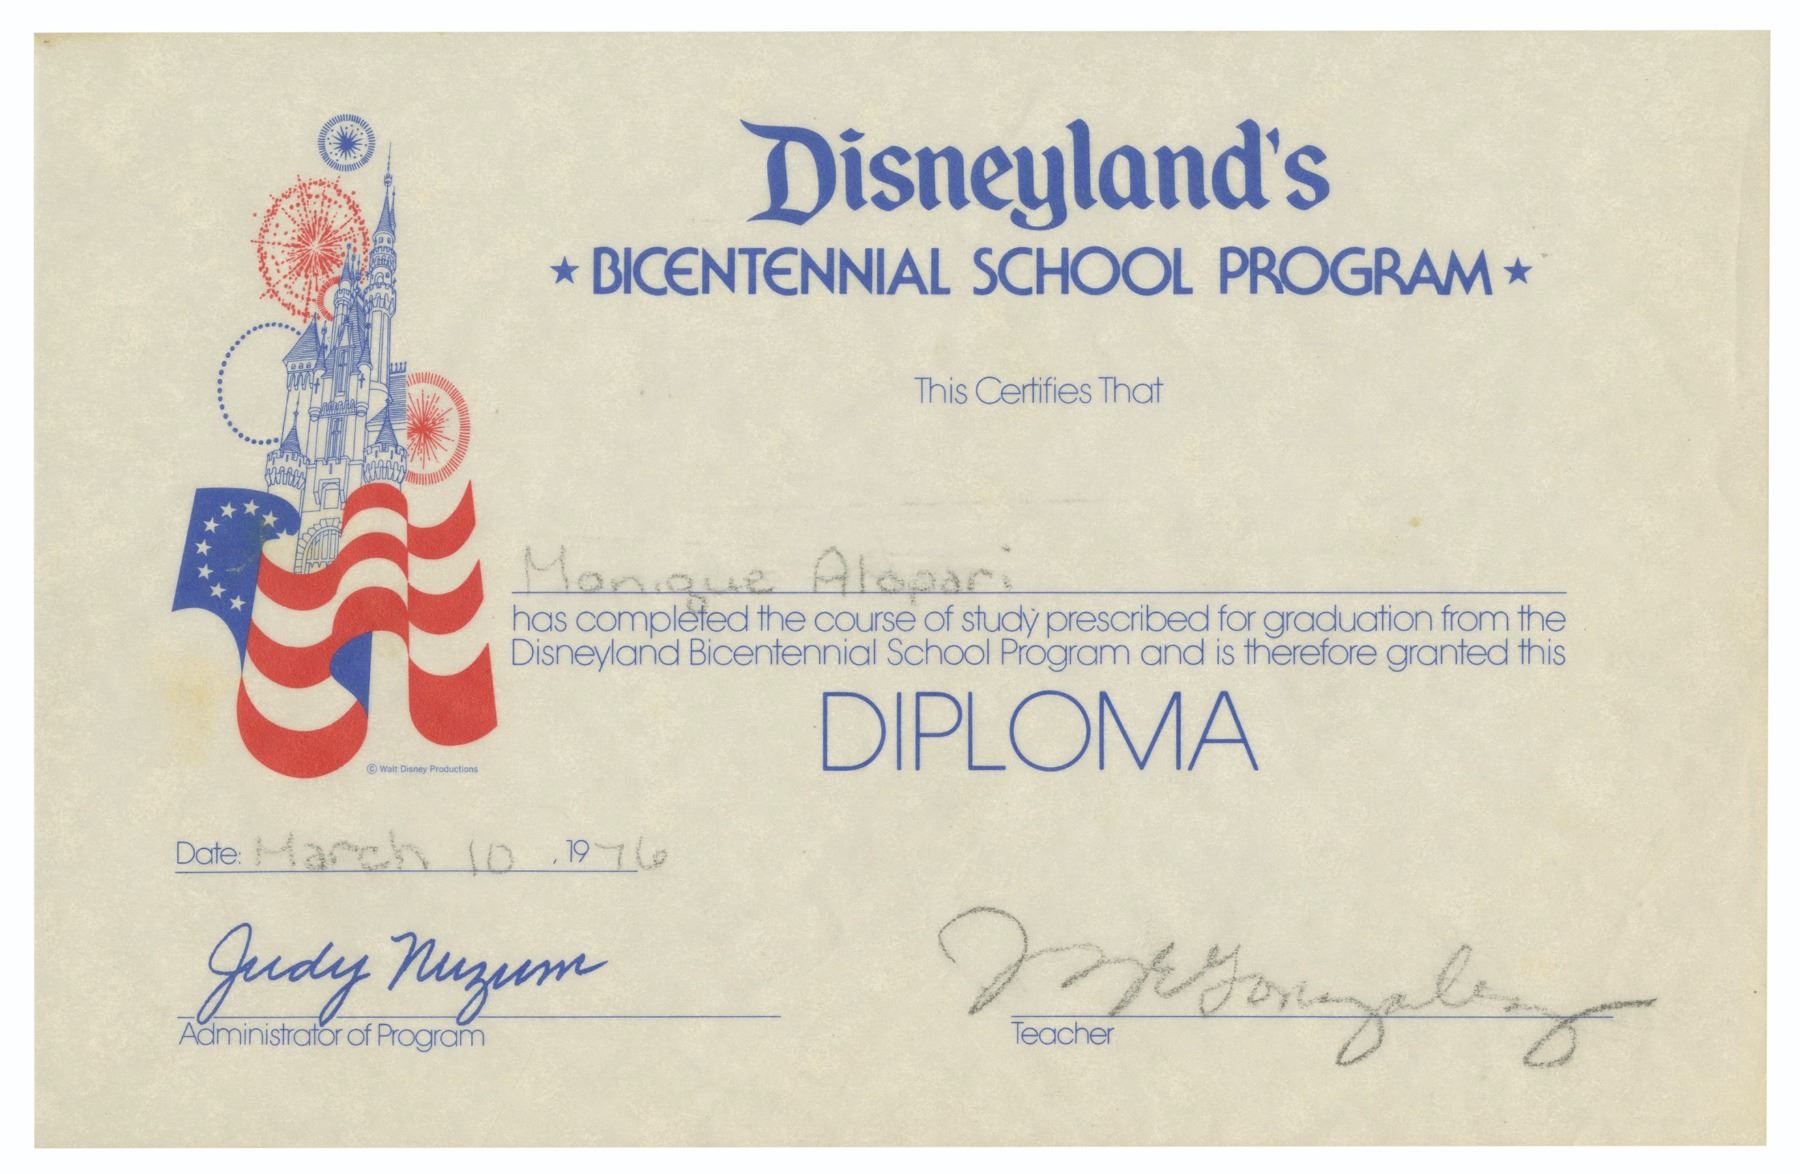 Disneyland's
★ BICENTENNIAL SCHOOL PROGRAM ★
This Certifies That
Monique Alopari
has completed the course of study prescribed for graduation from the
Disneyland Bicentennial School Program and is therefore granted this
DIPLOMA
© Walt Disney Productions
Date: March 10, 1976
Judy Nuzum
Gonzalez
Administrator of Program
Teacher